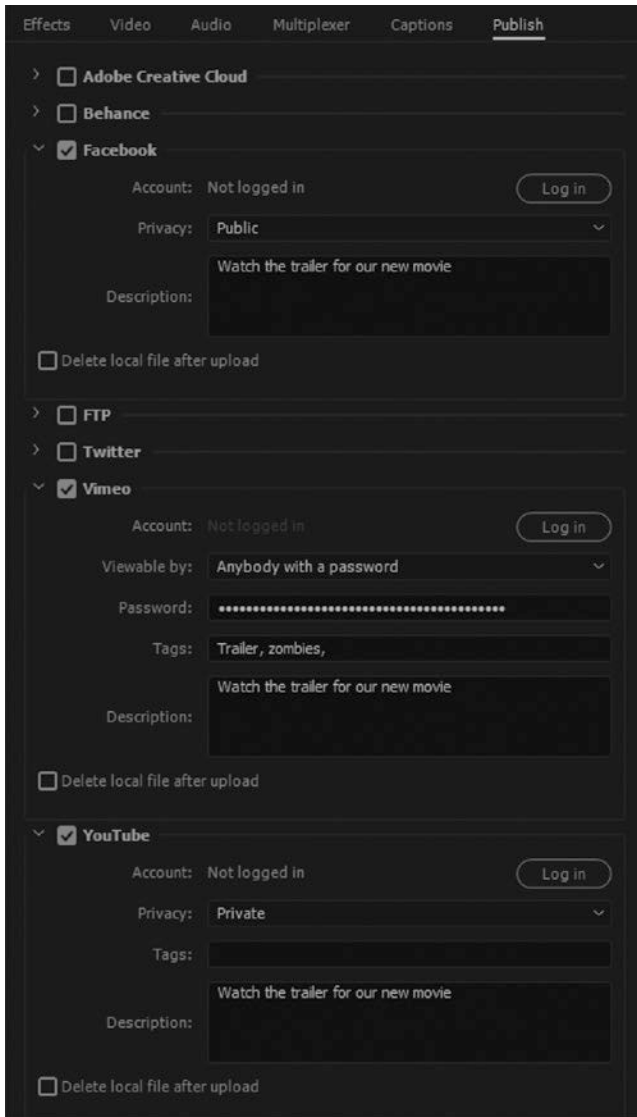 Effects Video Audio Multiplexer Captions Publish
Adobe Creative Cloud
Behance
Facebook
Account: Not logged in Log in
Privacy: Public
Description: Watch the trailer for our new movie
Delete local file after upload
FTP
Twitter
Vimeo
Account: Not logged in Log in
Viewable by: Anybody with a password
Password: ••••••••••••••••••••••••••••••••••••••••••
Tags: Trailer, zombies,
Description: Watch the trailer for our new movie
Delete local file after upload
YouTube
Account: Not logged in Log in
Privacy: Private
Tags:
Description: Watch the trailer for our new movie
Delete local file after upload